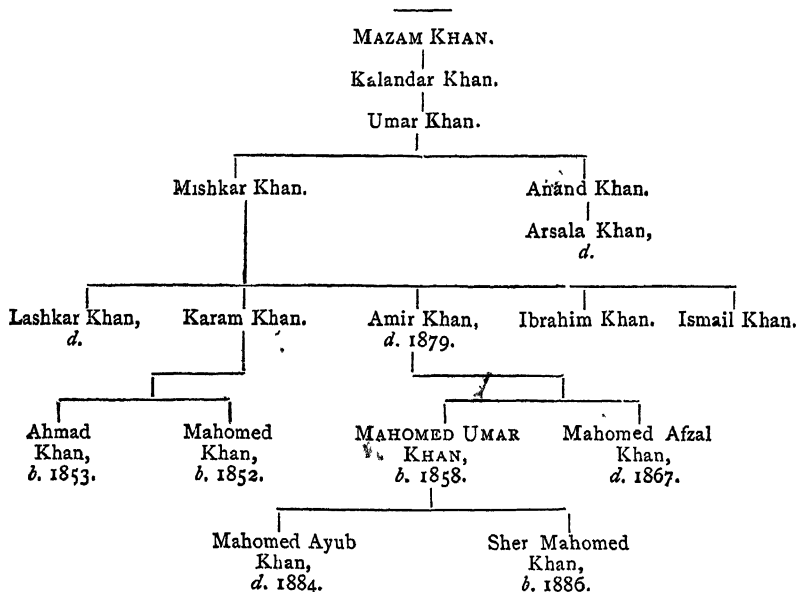 MAZAM KHAN.
Kalandar Khan.
Umar Khan.
Mishkar Khan. Anand Khan.
Arsala Khan,
d.
Lashkar Khan, Karam Khan. Amir Khan, Ibrahim Khan. Ismail Khan.
d. d. 1879.
Ahmad Mahomed MAHOMED UMAR Mahomed Afzal
Khan, Khan, KHAN, Khan,
b. 1853. b. 1852. b. 1858. d. 1867.
Mahomed Ayub Sher Mahomed
Khan, Khan,
d. 1884. b. 1886.